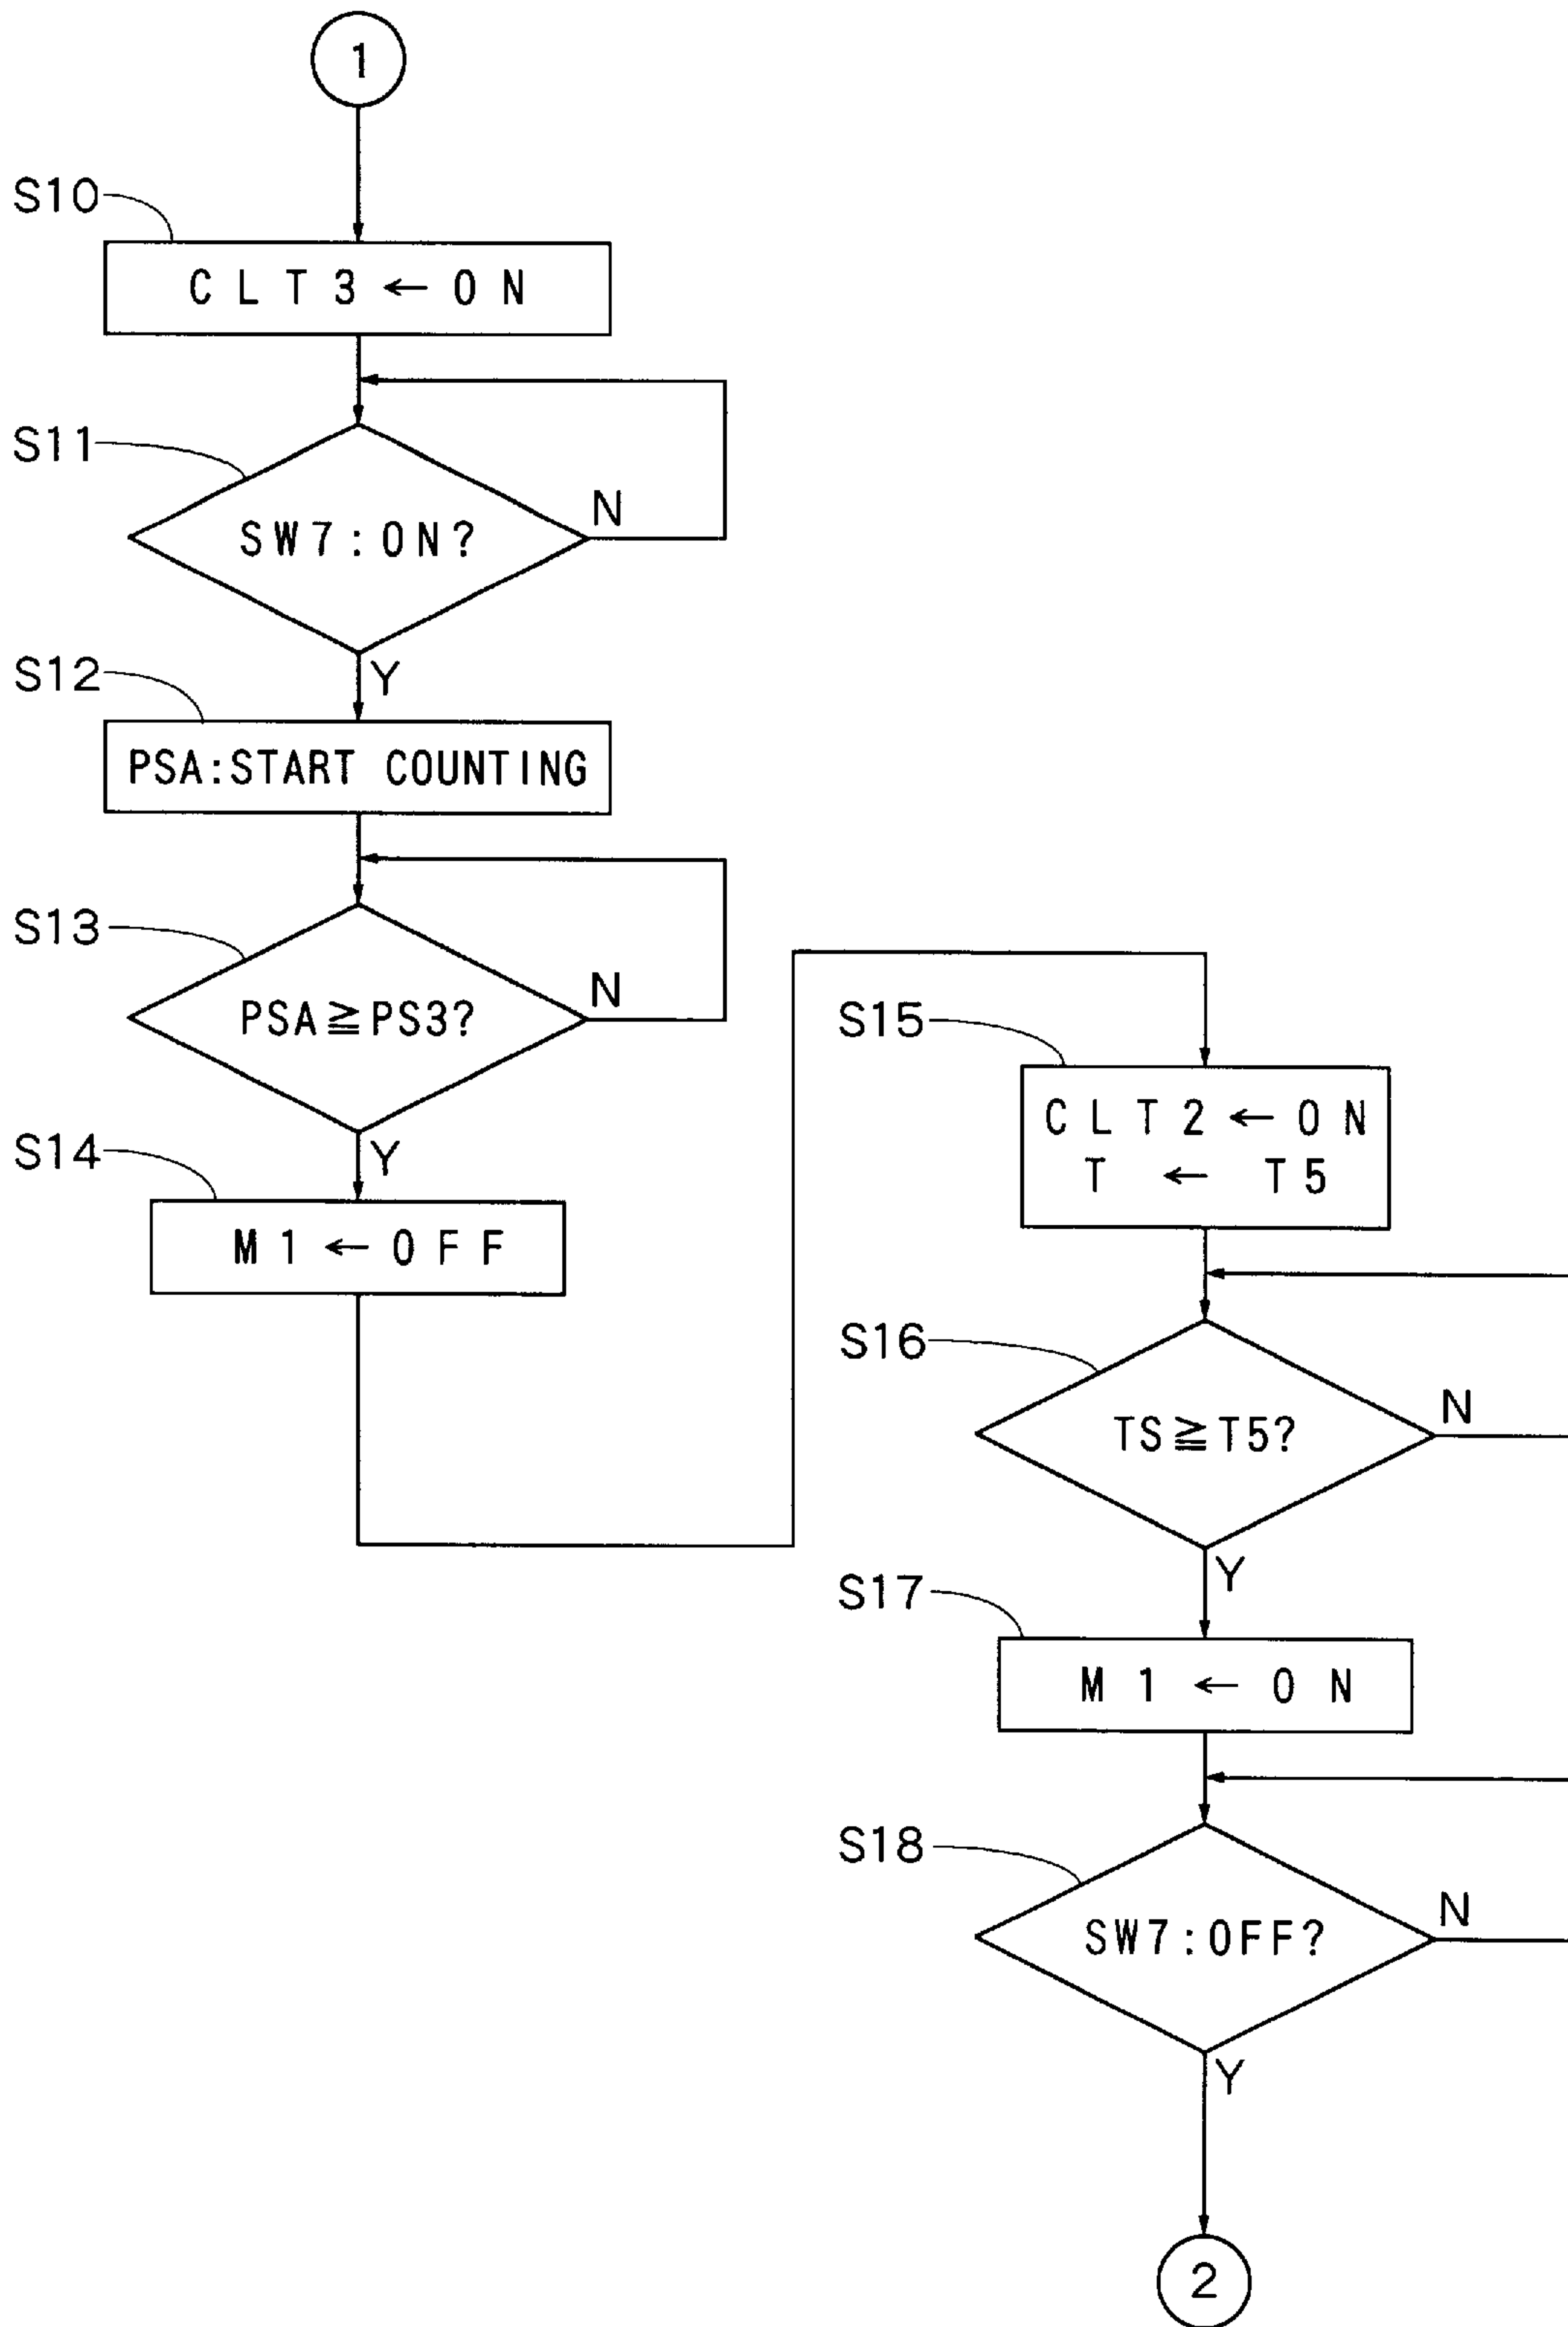 1
S10
CLT3 ← ON
S11
SW7:ON?
N
Y
S12
PSA:START COUNTING
S13
PSA≧PS3?
N
Y
S14
M1 ← OFF
S15
CLT2 ← ON
T ← T5
S16
TS≧T5?
N
Y
S17
M1 ← ON
S18
SW7:OFF?
N
Y
2